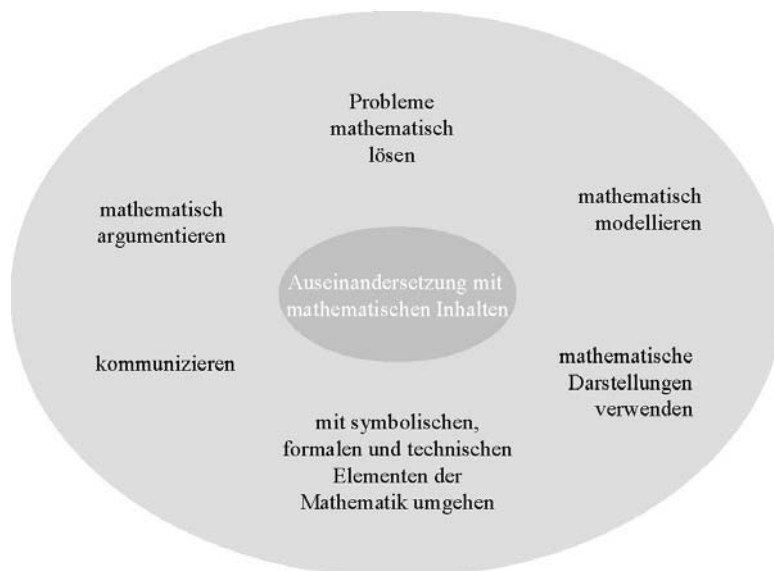 Probleme
mathematisch
lösen
mathematisch
argumentieren
mathematisch
modellieren
Auseinandersetzung mit
mathematischen Inhalten
kommunizieren
mathematische
Darstellungen
verwenden
mit symbolischen,
formalen und technischen
Elementen der
Mathematik umgehen